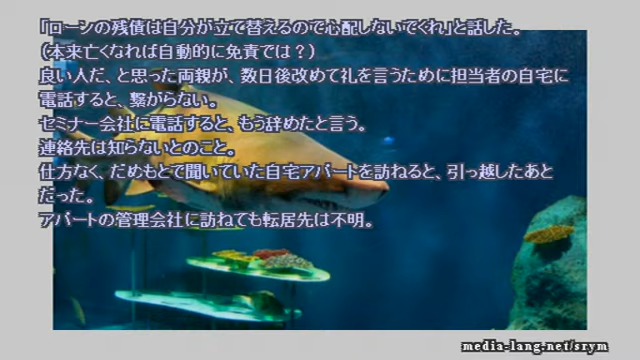 「ローンの残債は自分が立て替えるので心配しないでくれ」と話した。
（本来亡くなれば自動的に免責では？）
良い人だ、と思った両親が、数日後改めて礼を言うために担当者の自宅に
電話すると、繋がらない。
セミナー会社に電話すると、もう辞めたと言う。
連絡先は知らないとのこと。
仕方なく、だめもとで聞いていた自宅アパートを訪ねると、引っ越したあと
だった。
アパートの管理会社に訪ねても転居先は不明。
media-lang-net/srym